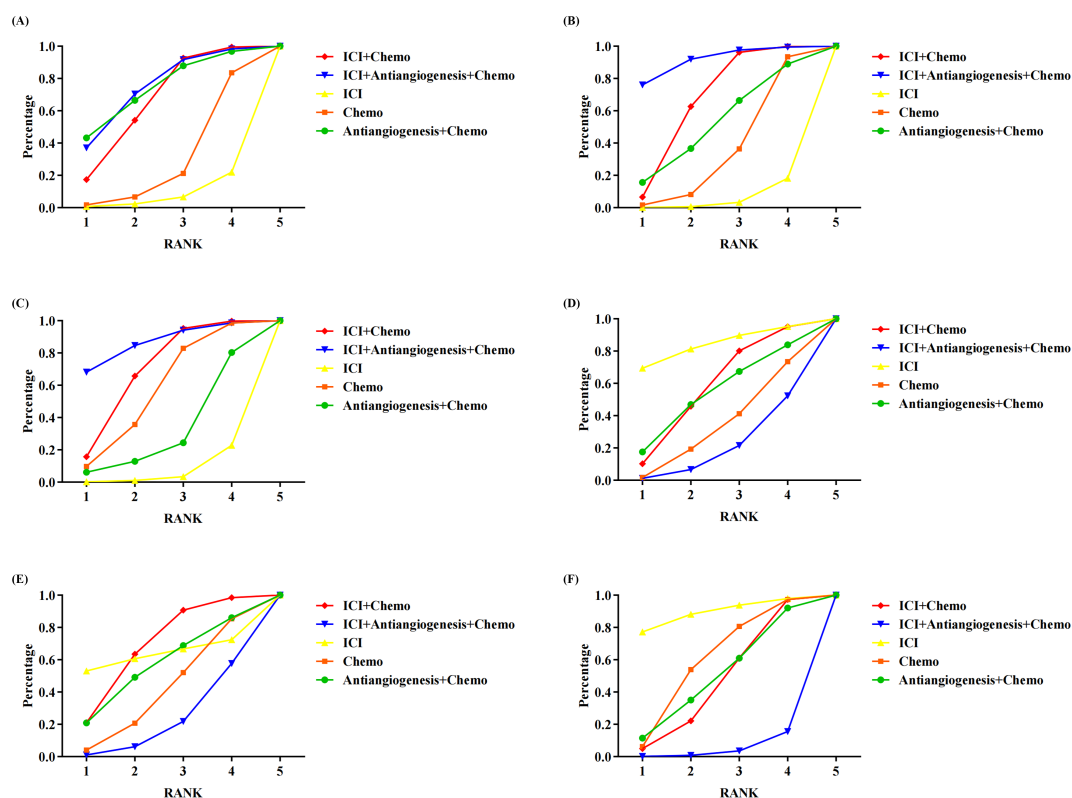 (A)
Percentage
1.0
0.8
0.6
0.4
0.2
0.0
1 2 3 4 5
RANK
ICI+Chemo
ICI+Antiangiogenesis+Chemo
ICI
Chemo
Antiangiogenesis+Chemo
(B)
Percentage
1.0
0.8
0.6
0.4
0.2
0.0
1 2 3 4 5
RANK
ICI+Chemo
ICI+Antiangiogenesis+Chemo
ICI
Chemo
Antiangiogenesis+Chemo
(C)
Percentage
1.0
0.8
0.6
0.4
0.2
0.0
1 2 3 4 5
RANK
ICI+Chemo
ICI+Antiangiogenesis+Chemo
ICI
Chemo
Antiangiogenesis+Chemo
(D)
Percentage
1.0
0.8
0.6
0.4
0.2
0.0
1 2 3 4 5
RANK
ICI+Chemo
ICI+Antiangiogenesis+Chemo
ICI
Chemo
Antiangiogenesis+Chemo
(E)
Percentage
1.0
0.8
0.6
0.4
0.2
0.0
1 2 3 4 5
RANK
ICI+Chemo
ICI+Antiangiogenesis+Chemo
ICI
Chemo
Antiangiogenesis+Chemo
(F)
Percentage
1.0
0.8
0.6
0.4
0.2
0.0
1 2 3 4 5
RANK
ICI+Chemo
ICI+Antiangiogenesis+Chemo
ICI
Chemo
Antiangiogenesis+Chemo